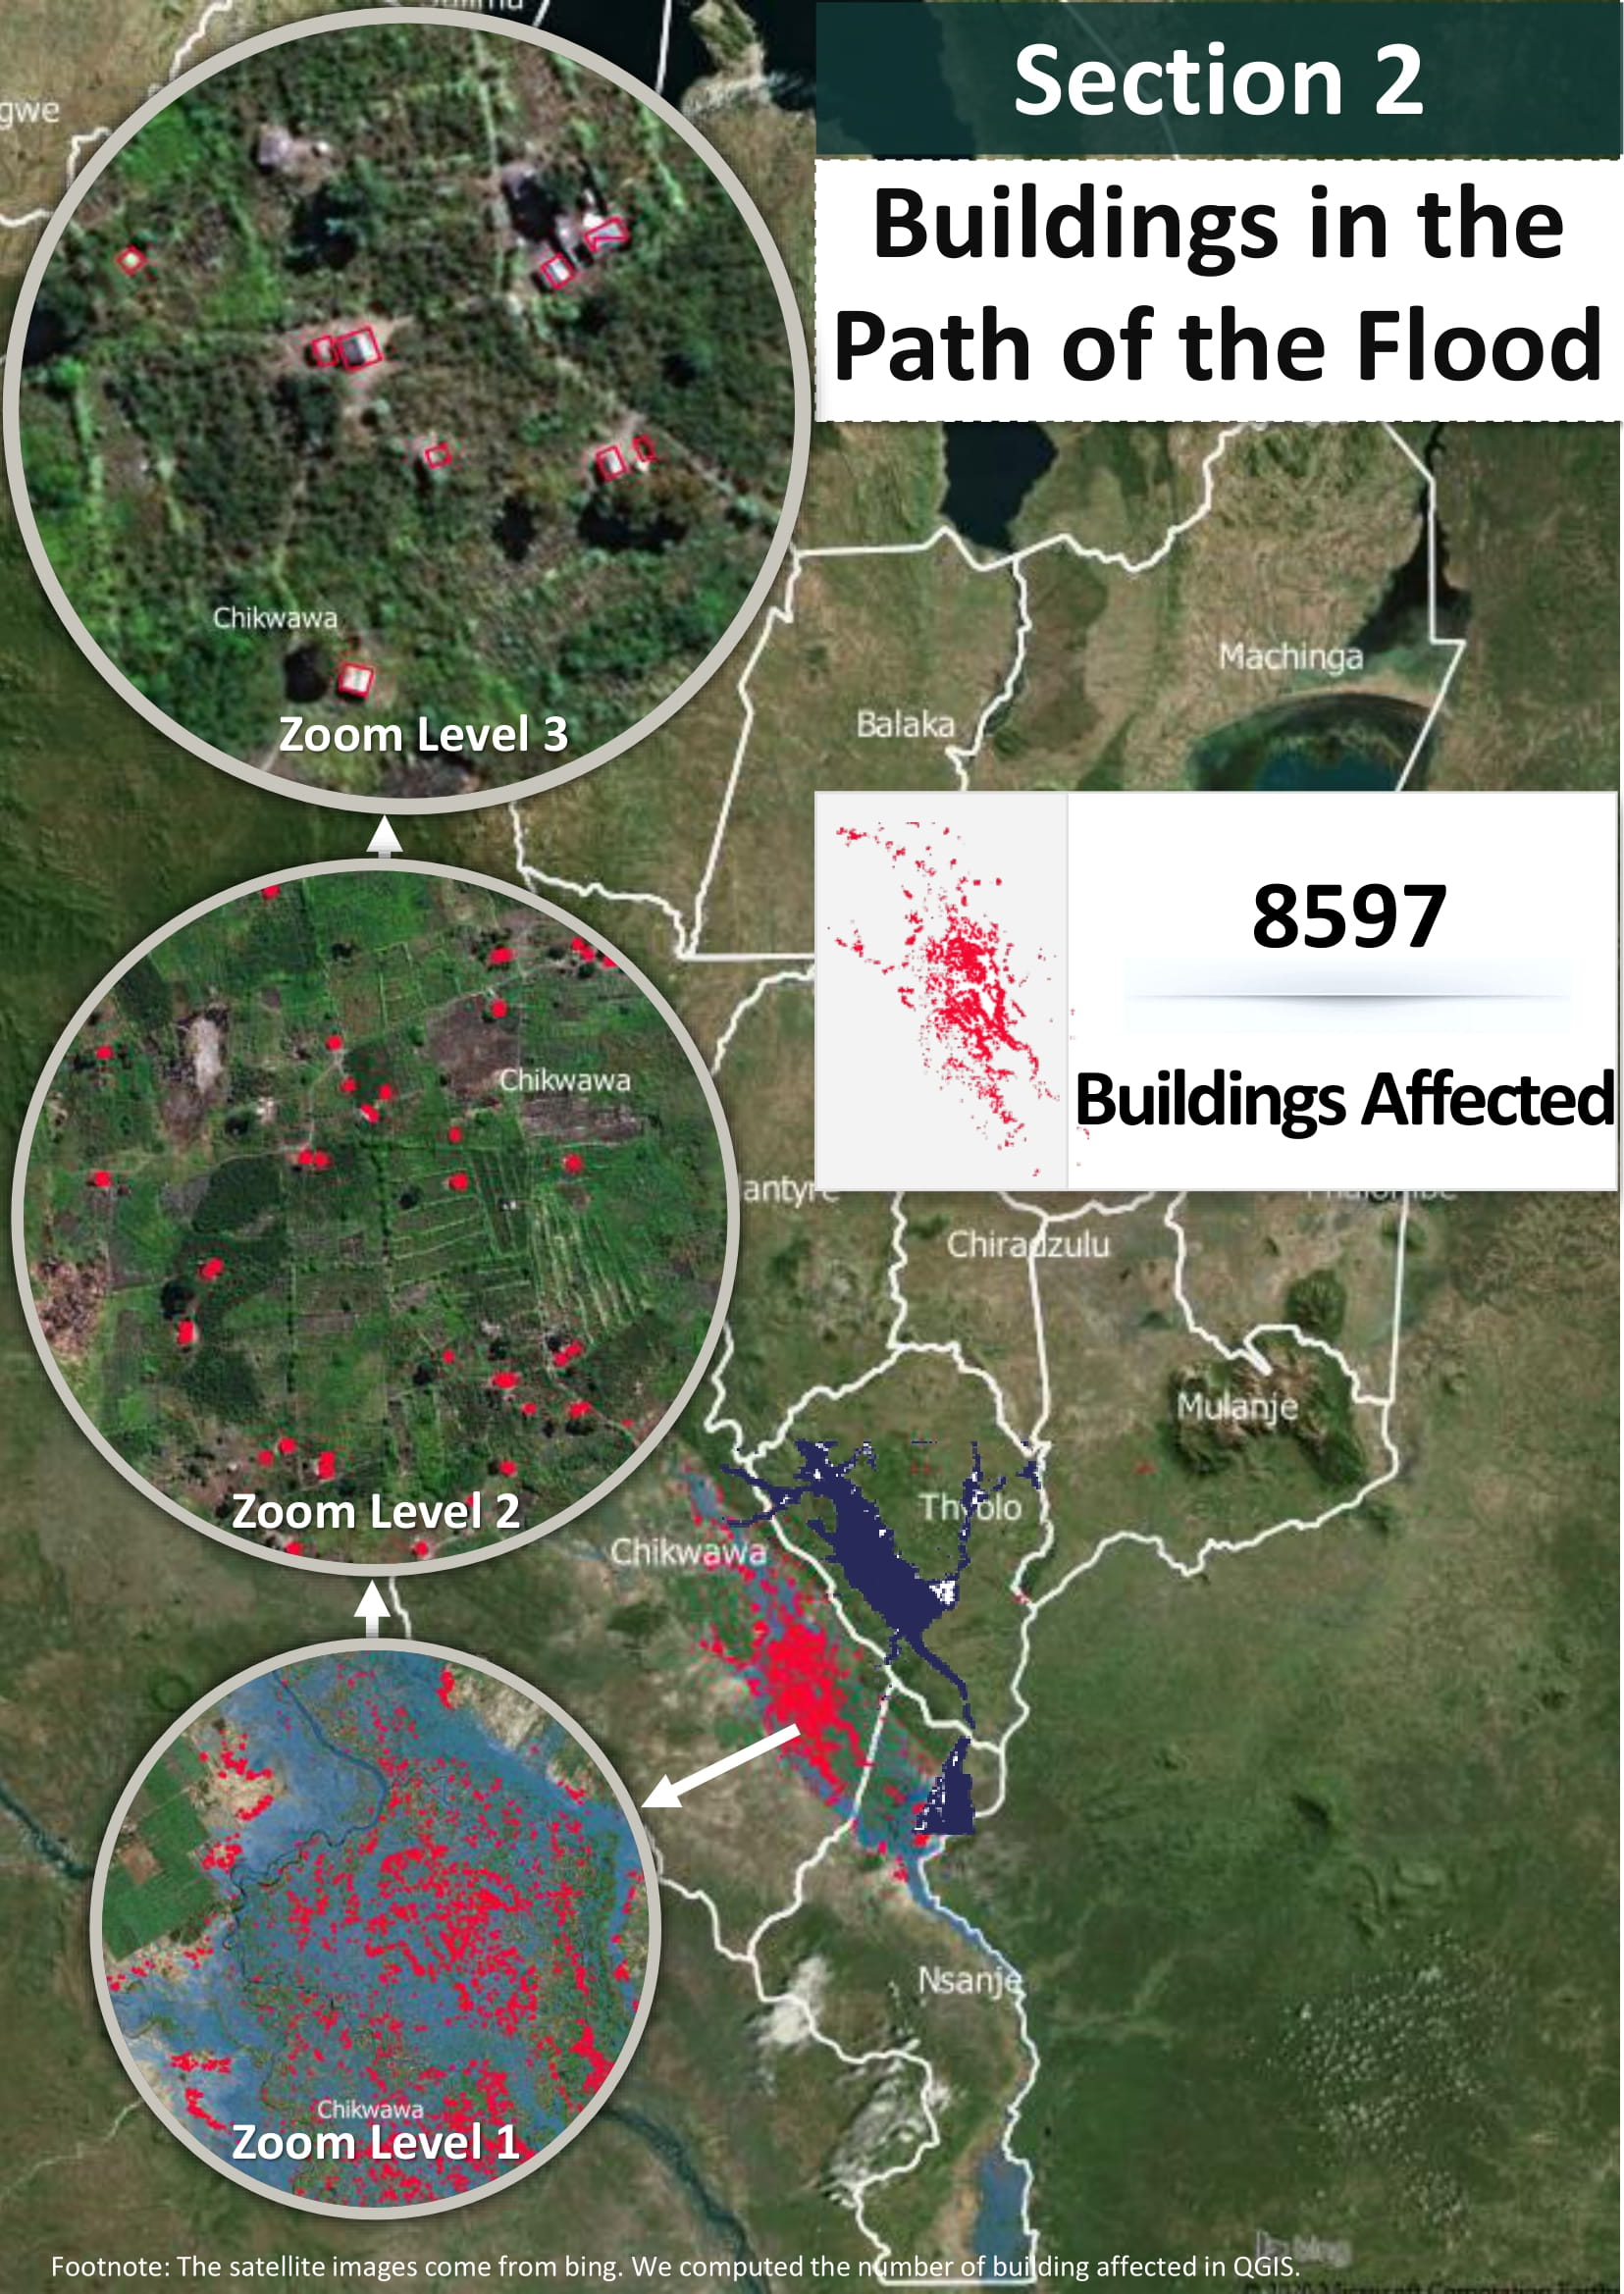 Section 2
Buildings in the
Path of the Flood
gwe
Chikwawa
Zoom Level 3
Machinga
Balaka
8597
Buildings Affected
Chikwawa
Chiradzulu
Mulanje
Zoom Level 2
Thyolo
Chikwawa
Nsanje
Chikwawa
Zoom Level 1
bing
Footnote: The satellite images come from bing. We computed the number of building affected in QGIS.